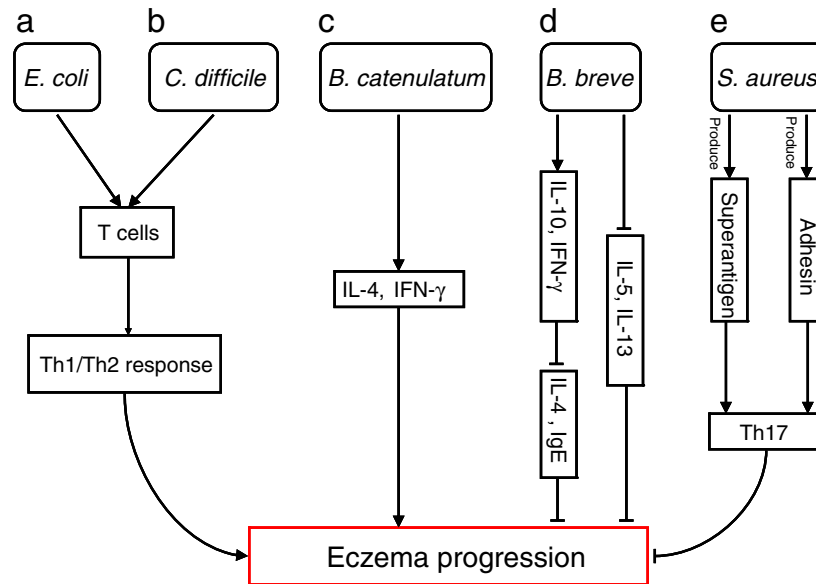 a
b
c
d
e
E. coli
C. difficile
B. catenulatum
B. breve
S. aureus
Produce
Produce
T cells
IL-10, IFN-γ
IL-5, IL-13
Superantigen
Adhesin
IL-4, IFN-γ
Th1/Th2 response
IL-4 , IgE
Th17
Eczema progression